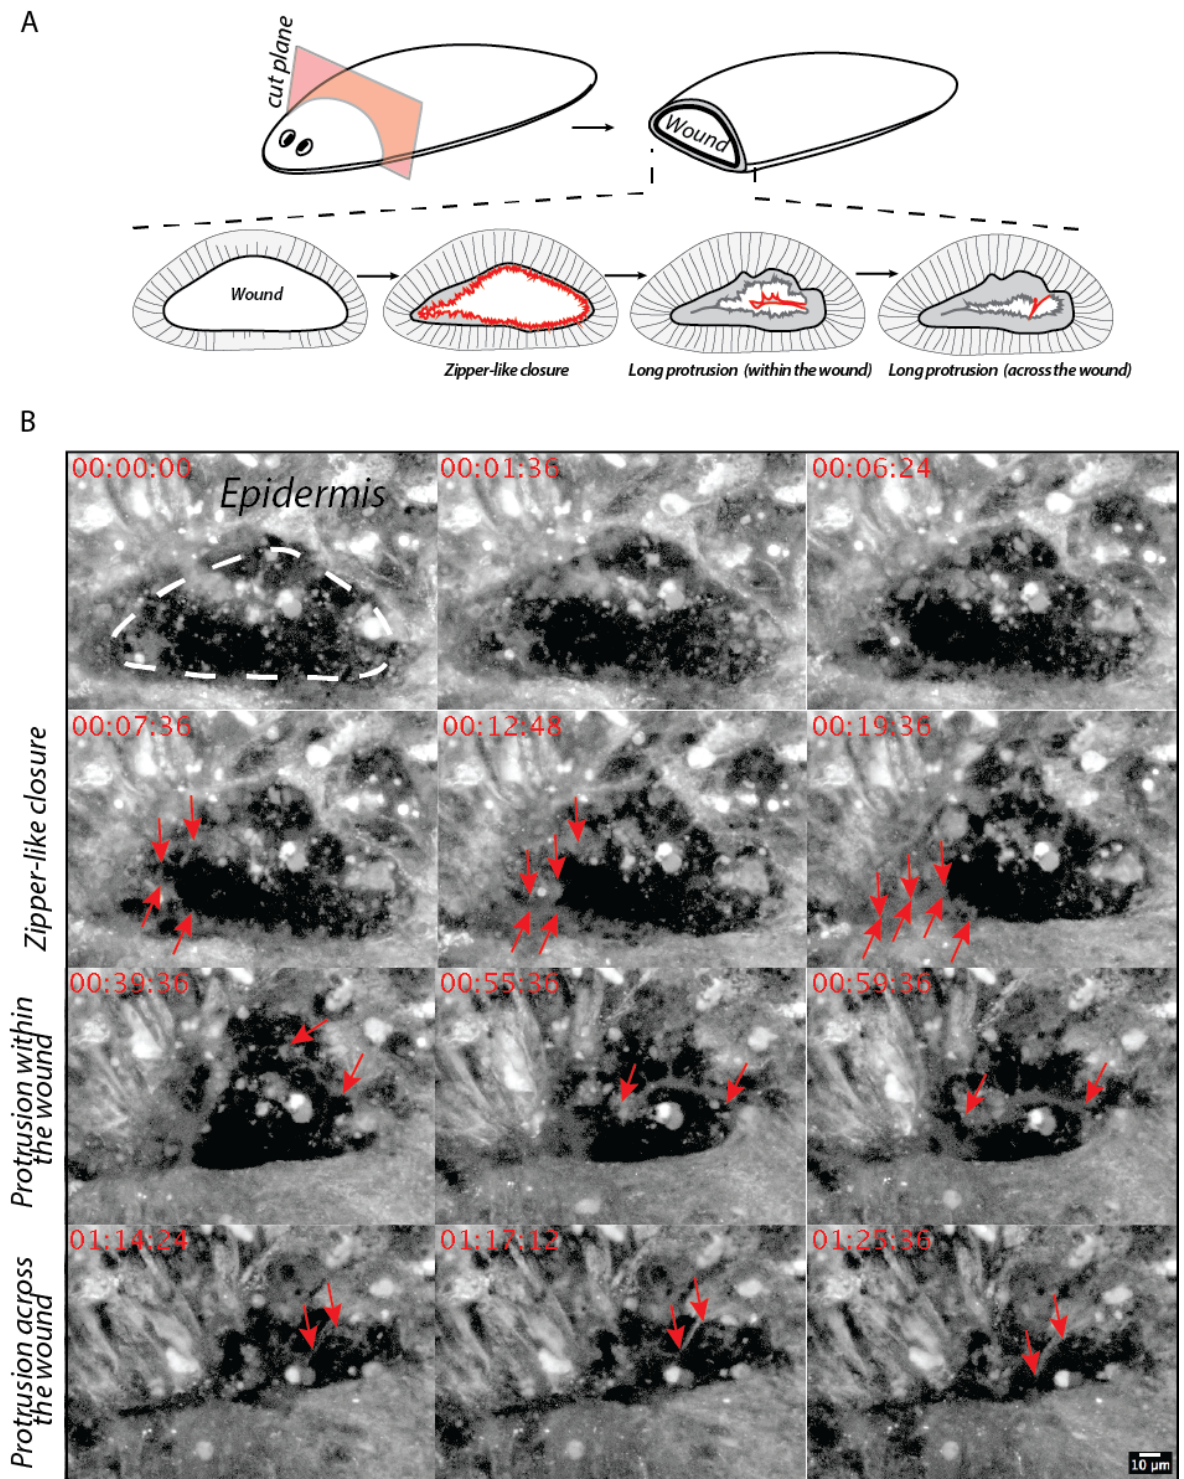 A
cut plane
Wound
Wound
Zipper-like closure
Long protrusion (within the wound)
Long protrusion (across the wound)
B
00:00:00
Epidermis
00:01:36
00:06:24
Zipper-like closure
00:07:36
00:12:48
00:19:36
Protrusion within
the wound
00:39:36
00:55:36
00:59:36
Protrusion across
the wound
01:14:24
01:17:12
01:25:36
10 µm